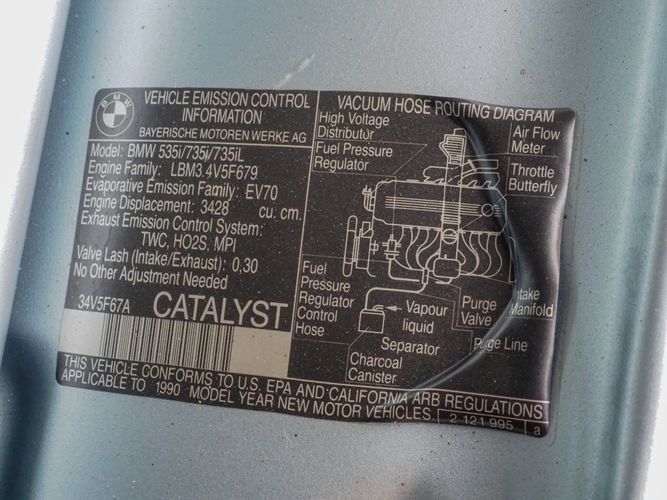 BMW
VEHICLE EMISSION CONTROL
INFORMATION
BAYERISCHE MOTOREN WERKE AG
Model: BMW 535i/735i/735iL
Engine Family: LBM3,4V5F679
Evaporative Emission Family: EV70
Engine Displacement: 3428 cu. cm.
Exhaust Emission Control System:
TWC, HO2S, MPI
Valve Lash (Intake/Exhaust): 0,30
No Other Adjustment Needed
34V5F67A
CATALYST
VACUUM HOSE ROUTING DIAGRAM
High Voltage
Distributor
Fuel Pressure
Regulator
Air Flow
Meter
Throttle
Butterfly
Fuel
Pressure
Regulator
Control
Hose
Vapour
liquid
Separator
Charcoal
Canister
Purge
Valve
Intake
Manifold
Purge Line
THIS VEHICLE CONFORMS TO U.S. EPA AND CALIFORNIA ARB REGULATIONS
APPLICABLE TO 1990 MODEL YEAR NEW MOTOR VEHICLES.
2 121 995 a